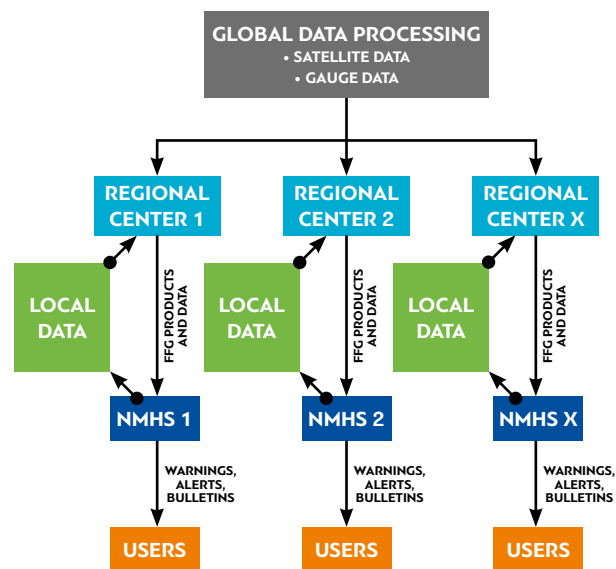 GLOBAL DATA PROCESSING
• SATELLITE DATA
• GAUGE DATA
REGIONAL
CENTER 1
REGIONAL
CENTER 2
REGIONAL
CENTER X
LOCAL
DATA
FFG PRODUCTS
AND DATA
LOCAL
DATA
FFG PRODUCTS
AND DATA
LOCAL
DATA
FFG PRODUCTS
AND DATA
NMHS 1
NMHS 2
NMHS X
WARNINGS,
ALERTS,
BULLETINS
WARNINGS,
ALERTS,
BULLETINS
WARNINGS,
ALERTS,
BULLETINS
USERS
USERS
USERS